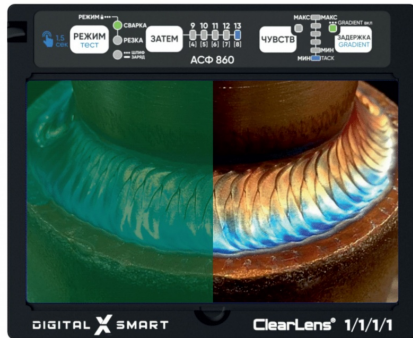 РЕЖИМ
СВАРКА
РЕЗКА
ШЛИФ
ЗАРЯД
1.5
СЕК
РЕЖИМ
тест
ЗАТЕМ
9 10 11 12 13
[4] [5] [6] [7] [8]
АСФ 860
ЧУВСТВ
МАКС
МАКС
МИН
МИН
TACK
GRADIENT вкл
ЗАДЕРЖКА
GRADIENT
DIGITAL X SMART
ClearLens® 1/1/1/1